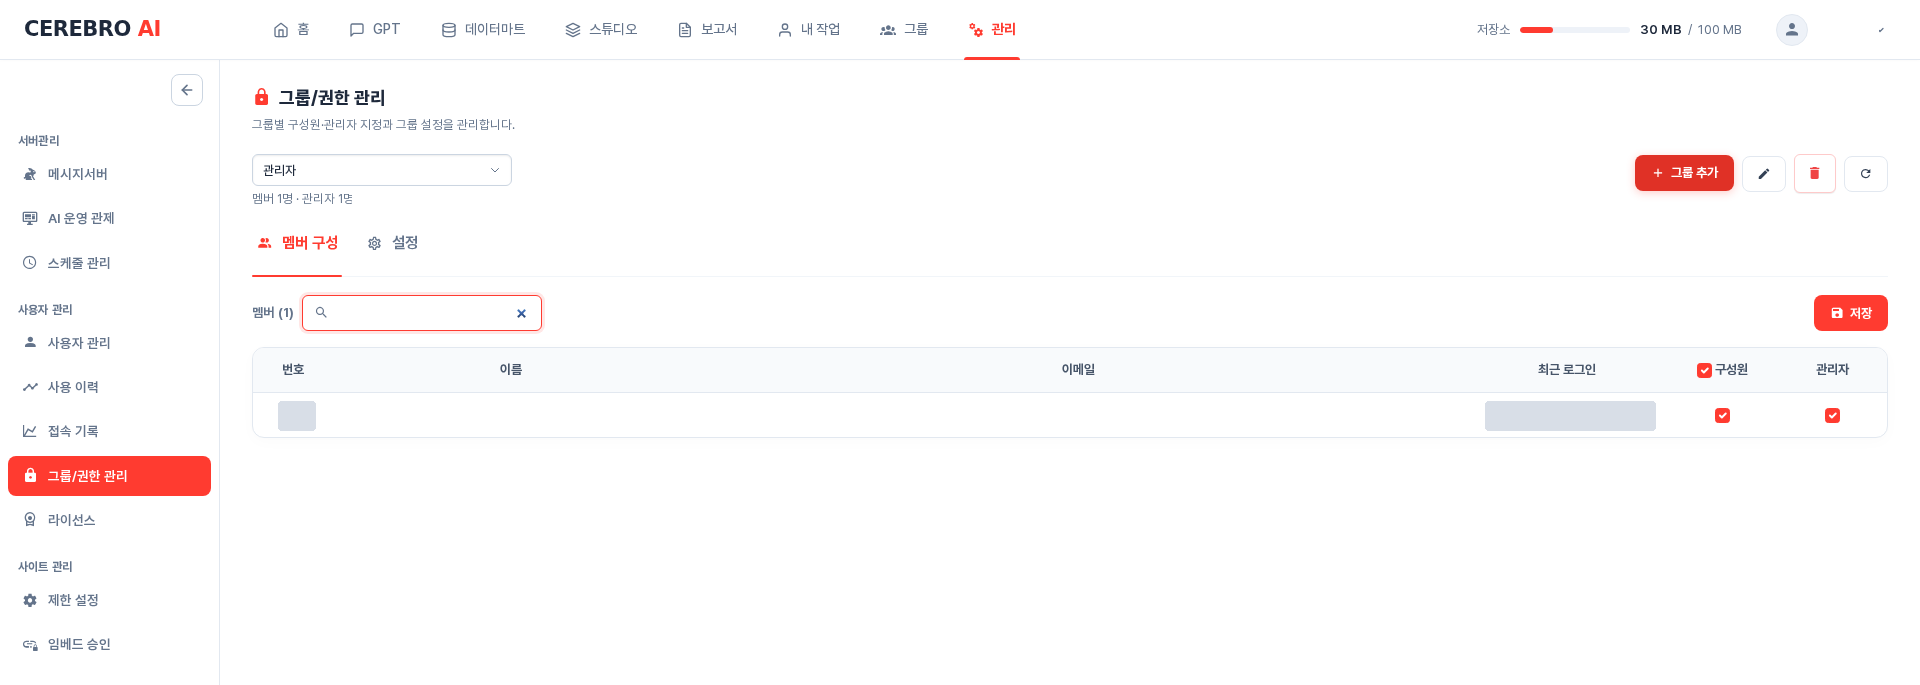 CEREBRO AI
홈
GPT
데이터마트
스튜디오
보고서
내 작업
그룹
관리
저장소
30 MB / 100 MB
서버관리
메시지서버
AI 운영 관제
스케줄 관리
사용자 관리
사용자 관리
사용 이력
접속 기록
그룹/권한 관리
라이선스
사이트 관리
제한 설정
임베드 승인
그룹/권한 관리
그룹별 구성원·관리자 지정과 그룹 설정을 관리합니다.
관리자
멤버 1명 · 관리자 1명
그룹 추가
멤버 구성
설정
멤버 (1)
저장
번호 이름 이메일 최근 로그인 구성원 관리자